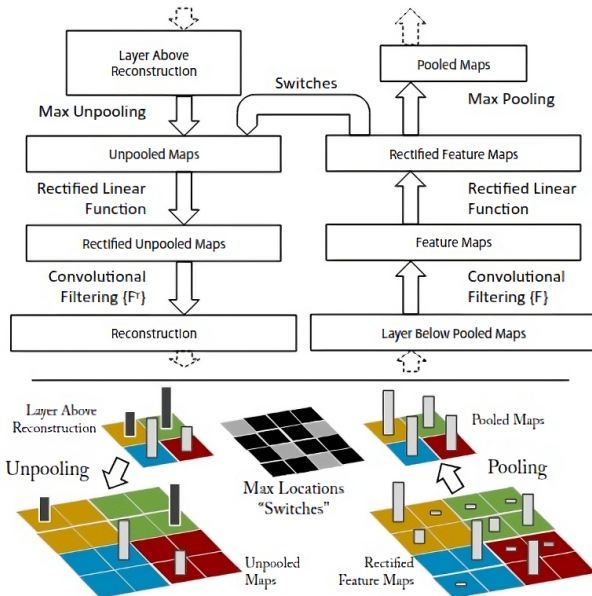 Layer Above
Reconstruction
Pooled Maps
Switches
Max Unpooling
Max Pooling
Unpooled Maps
Rectified Feature Maps
Rectified Linear
Function
Rectified Linear
Function
Rectified Unpooled Maps
Feature Maps
Convolutional
Filtering {Fᵀ}
Convolutional
Filtering {F}
Reconstruction
Layer Below Pooled Maps
Layer Above
Reconstruction
Pooled Maps
Unpooling
Max Locations
“Switches”
Pooling
Unpooled
Maps
Rectified
Feature Maps